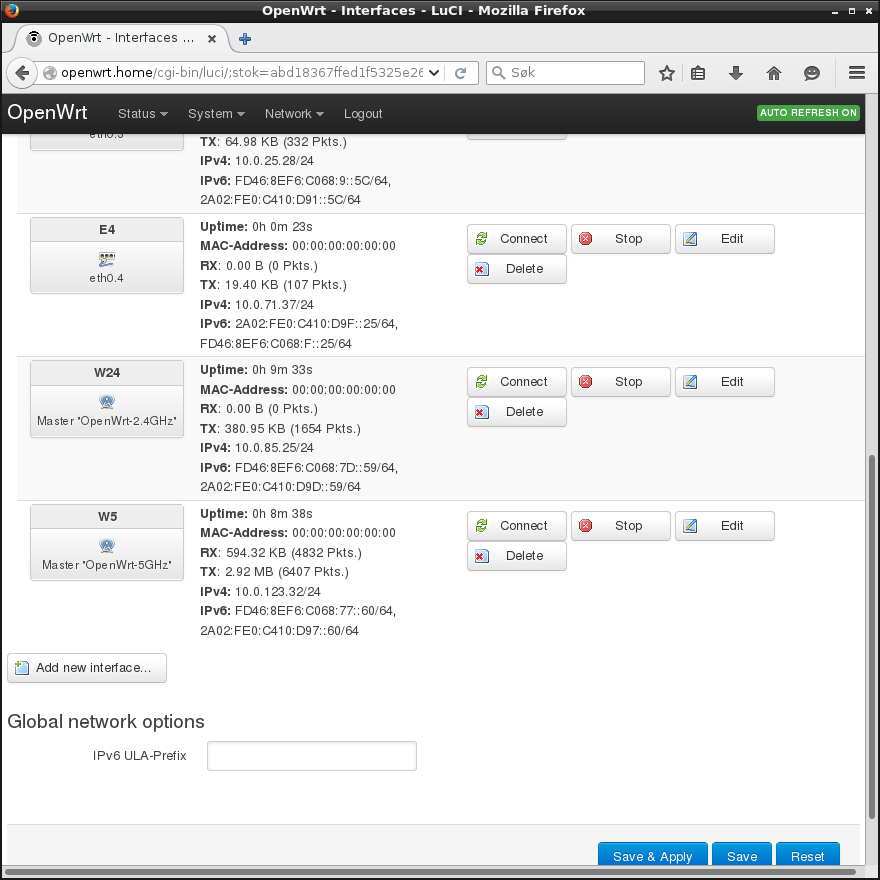 OpenWrt - Interfaces - LuCI - Mozilla Firefox
OpenWrt - Interfaces ...
openwrt.home/cgi-bin/luci/;stok=abd18367ffed1f5325e26
Søk
OpenWrt Status System Network Logout AUTO REFRESH ON
eth0.3
TX: 64.98 KB (332 Pkts.)
IPv4: 10.0.25.28/24
IPv6: FD46:8EF6:C068:9::5C/64,
2A02:FE0:C410:D91::5C/64
E4
eth0.4
Uptime: 0h 0m 23s
MAC-Address: 00:00:00:00:00:00
RX: 0.00 B (0 Pkts.)
TX: 19.40 KB (107 Pkts.)
IPv4: 10.0.71.37/24
IPv6: 2A02:FE0:C410:D9F::25/64,
FD46:8EF6:C068:F::25/64
Connect Stop Edit
Delete
W24
Master "OpenWrt-2.4GHz"
Uptime: 0h 9m 33s
MAC-Address: 00:00:00:00:00:00
RX: 0.00 B (0 Pkts.)
TX: 380.95 KB (1654 Pkts.)
IPv4: 10.0.85.25/24
IPv6: FD46:8EF6:C068:7D::59/64,
2A02:FE0:C410:D9D::59/64
Connect Stop Edit
Delete
W5
Master "OpenWrt-5GHz"
Uptime: 0h 8m 38s
MAC-Address: 00:00:00:00:00:00
RX: 594.32 KB (4832 Pkts.)
TX: 2.92 MB (6407 Pkts.)
IPv4: 10.0.123.32/24
IPv6: FD46:8EF6:C068:77::60/64,
2A02:FE0:C410:D97::60/64
Connect Stop Edit
Delete
Add new interface...
Global network options
IPv6 ULA-Prefix
Save & Apply Save Reset